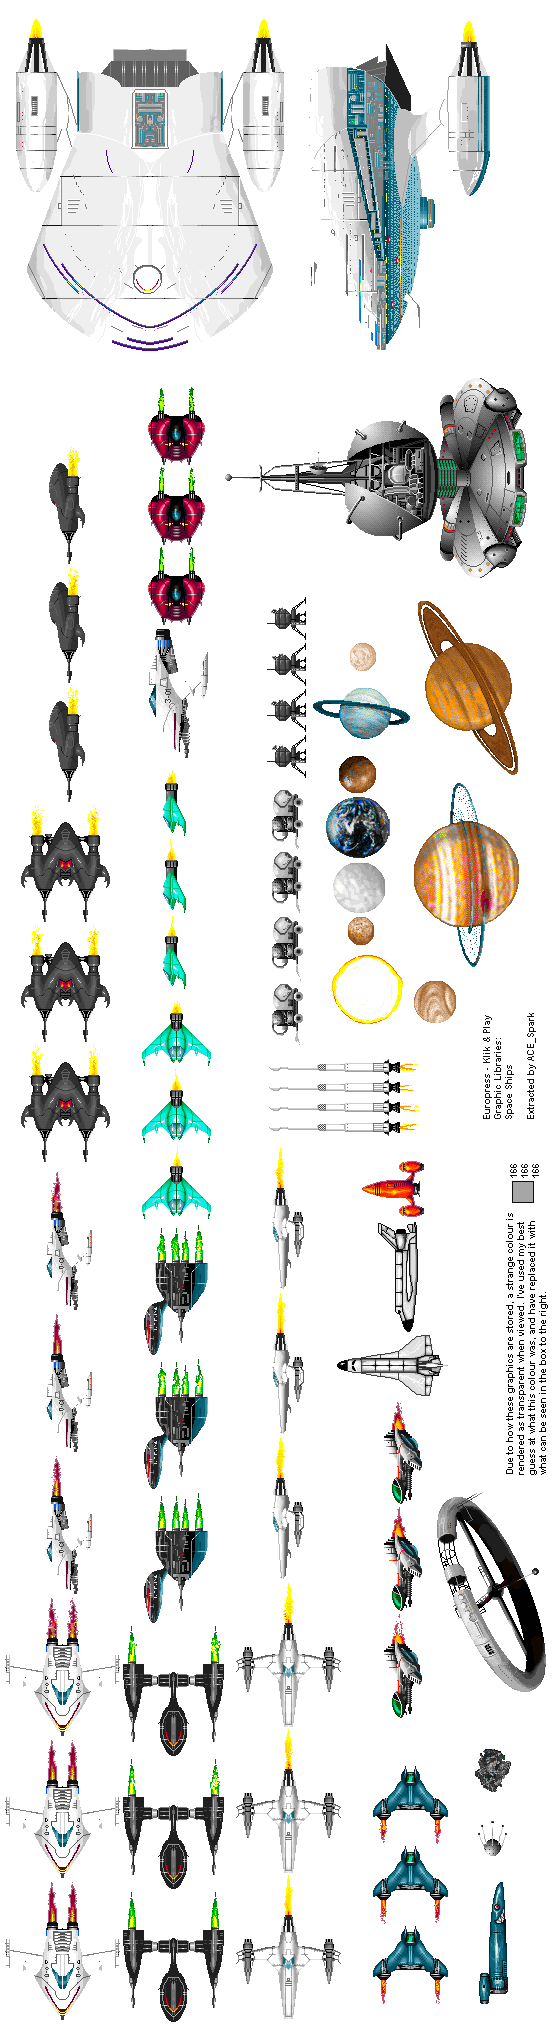 Europress - Klik & Play
Graphic Libraries:
Space Ships
Extracted by ACE_Spark
166
166
166
Due to how these graphics are stored, a strange colour is
rendered as transparent when viewed. I've used my best
guess at what this colour was, and have replaced it with
what can be seen in the box to the right.